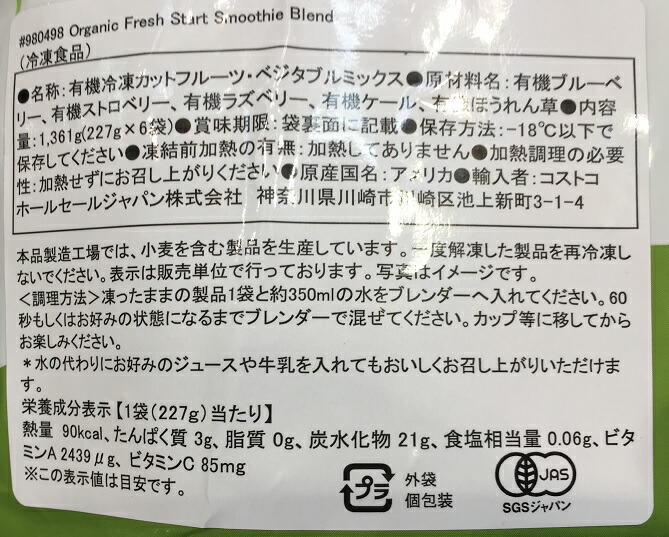 #980498 Organic Fresh Start Smoothie Blend
(冷凍食品)
●名称:有機冷凍カットフルーツ・ベジタブルミックス●原材料名:有機ブルーベ
リー、有機ストロベリー、有機ラズベリー、有機ケール、有機ほうれん草●内容
量:1,361g(227g×6袋)●賞味期限:袋裏面に記載●保存方法:-18℃以下で
保存してください●凍結前加熱の有無:加熱してありません●加熱調理の必要
性:加熱せずにお召し上がりください●原産国名:アメリカ●輸入者:コストコ
ホールセールジャパン株式会社 神奈川県川崎市川崎区池上新町3-1-4
本品製造工場では、小麦を含む製品を生産しています。一度解凍した製品を再冷凍し
ないでください。表示は販売単位で行っております。写真はイメージです。
<調理方法>凍ったままの製品1袋と約350mlの水をブレンダーへ入れてください。60
秒もしくはお好みの状態になるまでブレンダーで混ぜてください。カップ等に移してから
お楽しみください。
*水の代わりにお好みのジュースや牛乳を入れてもおいしくお召し上がりいただけま
す。
栄養成分表示【1袋(227g)当たり】
熱量 90kcal、たんぱく質 3g、脂質 0g、炭水化物 21g、食塩相当量 0.06g、ビタ
ミンA 2439μg、ビタミンC 85mg
※この表示値は目安です。
プラ
外袋
個包装
JAS
SGSジャパン